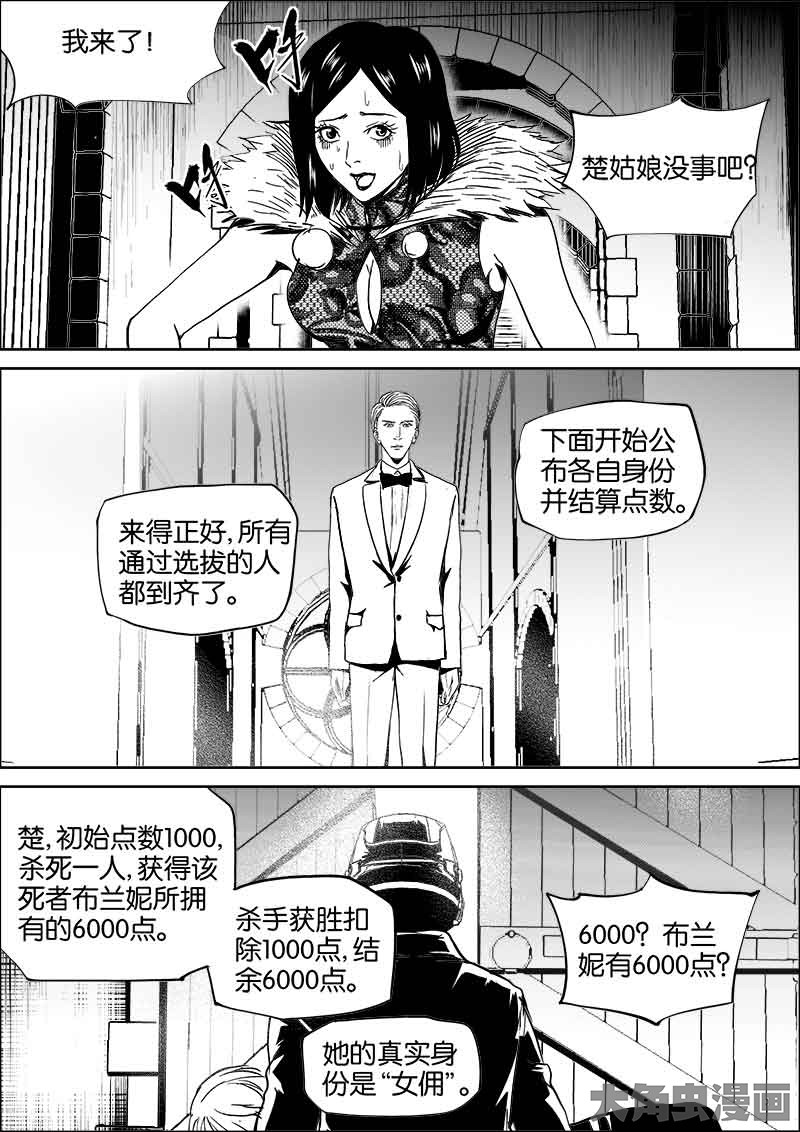 我来了!
呼
呼
楚姑娘没事吧?
下面开始公
布各自身份
并结算点数。
来得正好,所有
通过选拔的人
都到齐了。
楚,初始点数1000,
杀死一人,获得该
死者布兰妮所拥
有的6000点。
杀手获胜扣
除1000点,结
余6000点。
6000?布兰
妮有6000点?
她的真实身
份是“女佣”。
大角虫漫画